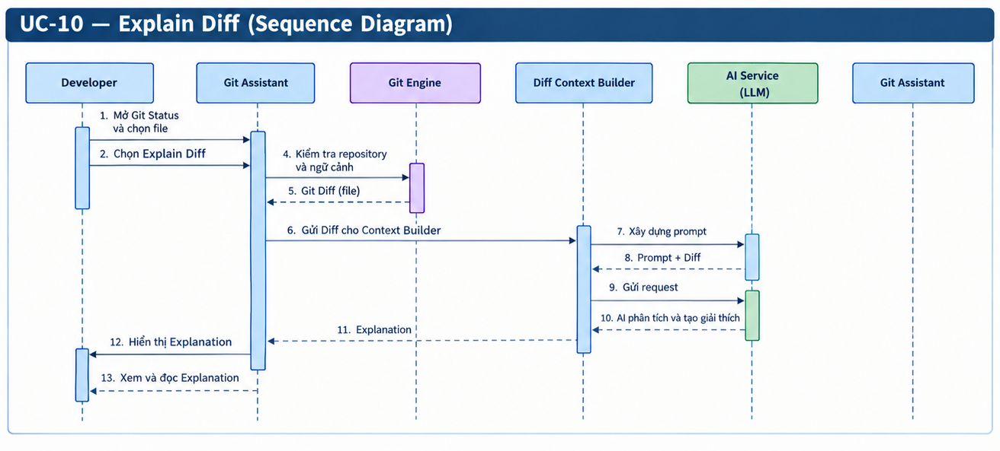 UC-10 — Explain Diff (Sequence Diagram)
Developer
Git Assistant
Git Engine
Diff Context Builder
AI Service
(LLM)
Git Assistant
1. Mở Git Status
và chọn file
2. Chọn Explain Diff
4. Kiểm tra repository
và ngữ cảnh
5. Git Diff (file)
6. Gửi Diff cho Context Builder
7. Xây dựng prompt
8. Prompt + Diff
9. Gửi request
10. AI phân tích và tạo giải thích
11. Explanation
12. Hiển thị Explanation
13. Xem và đọc Explanation